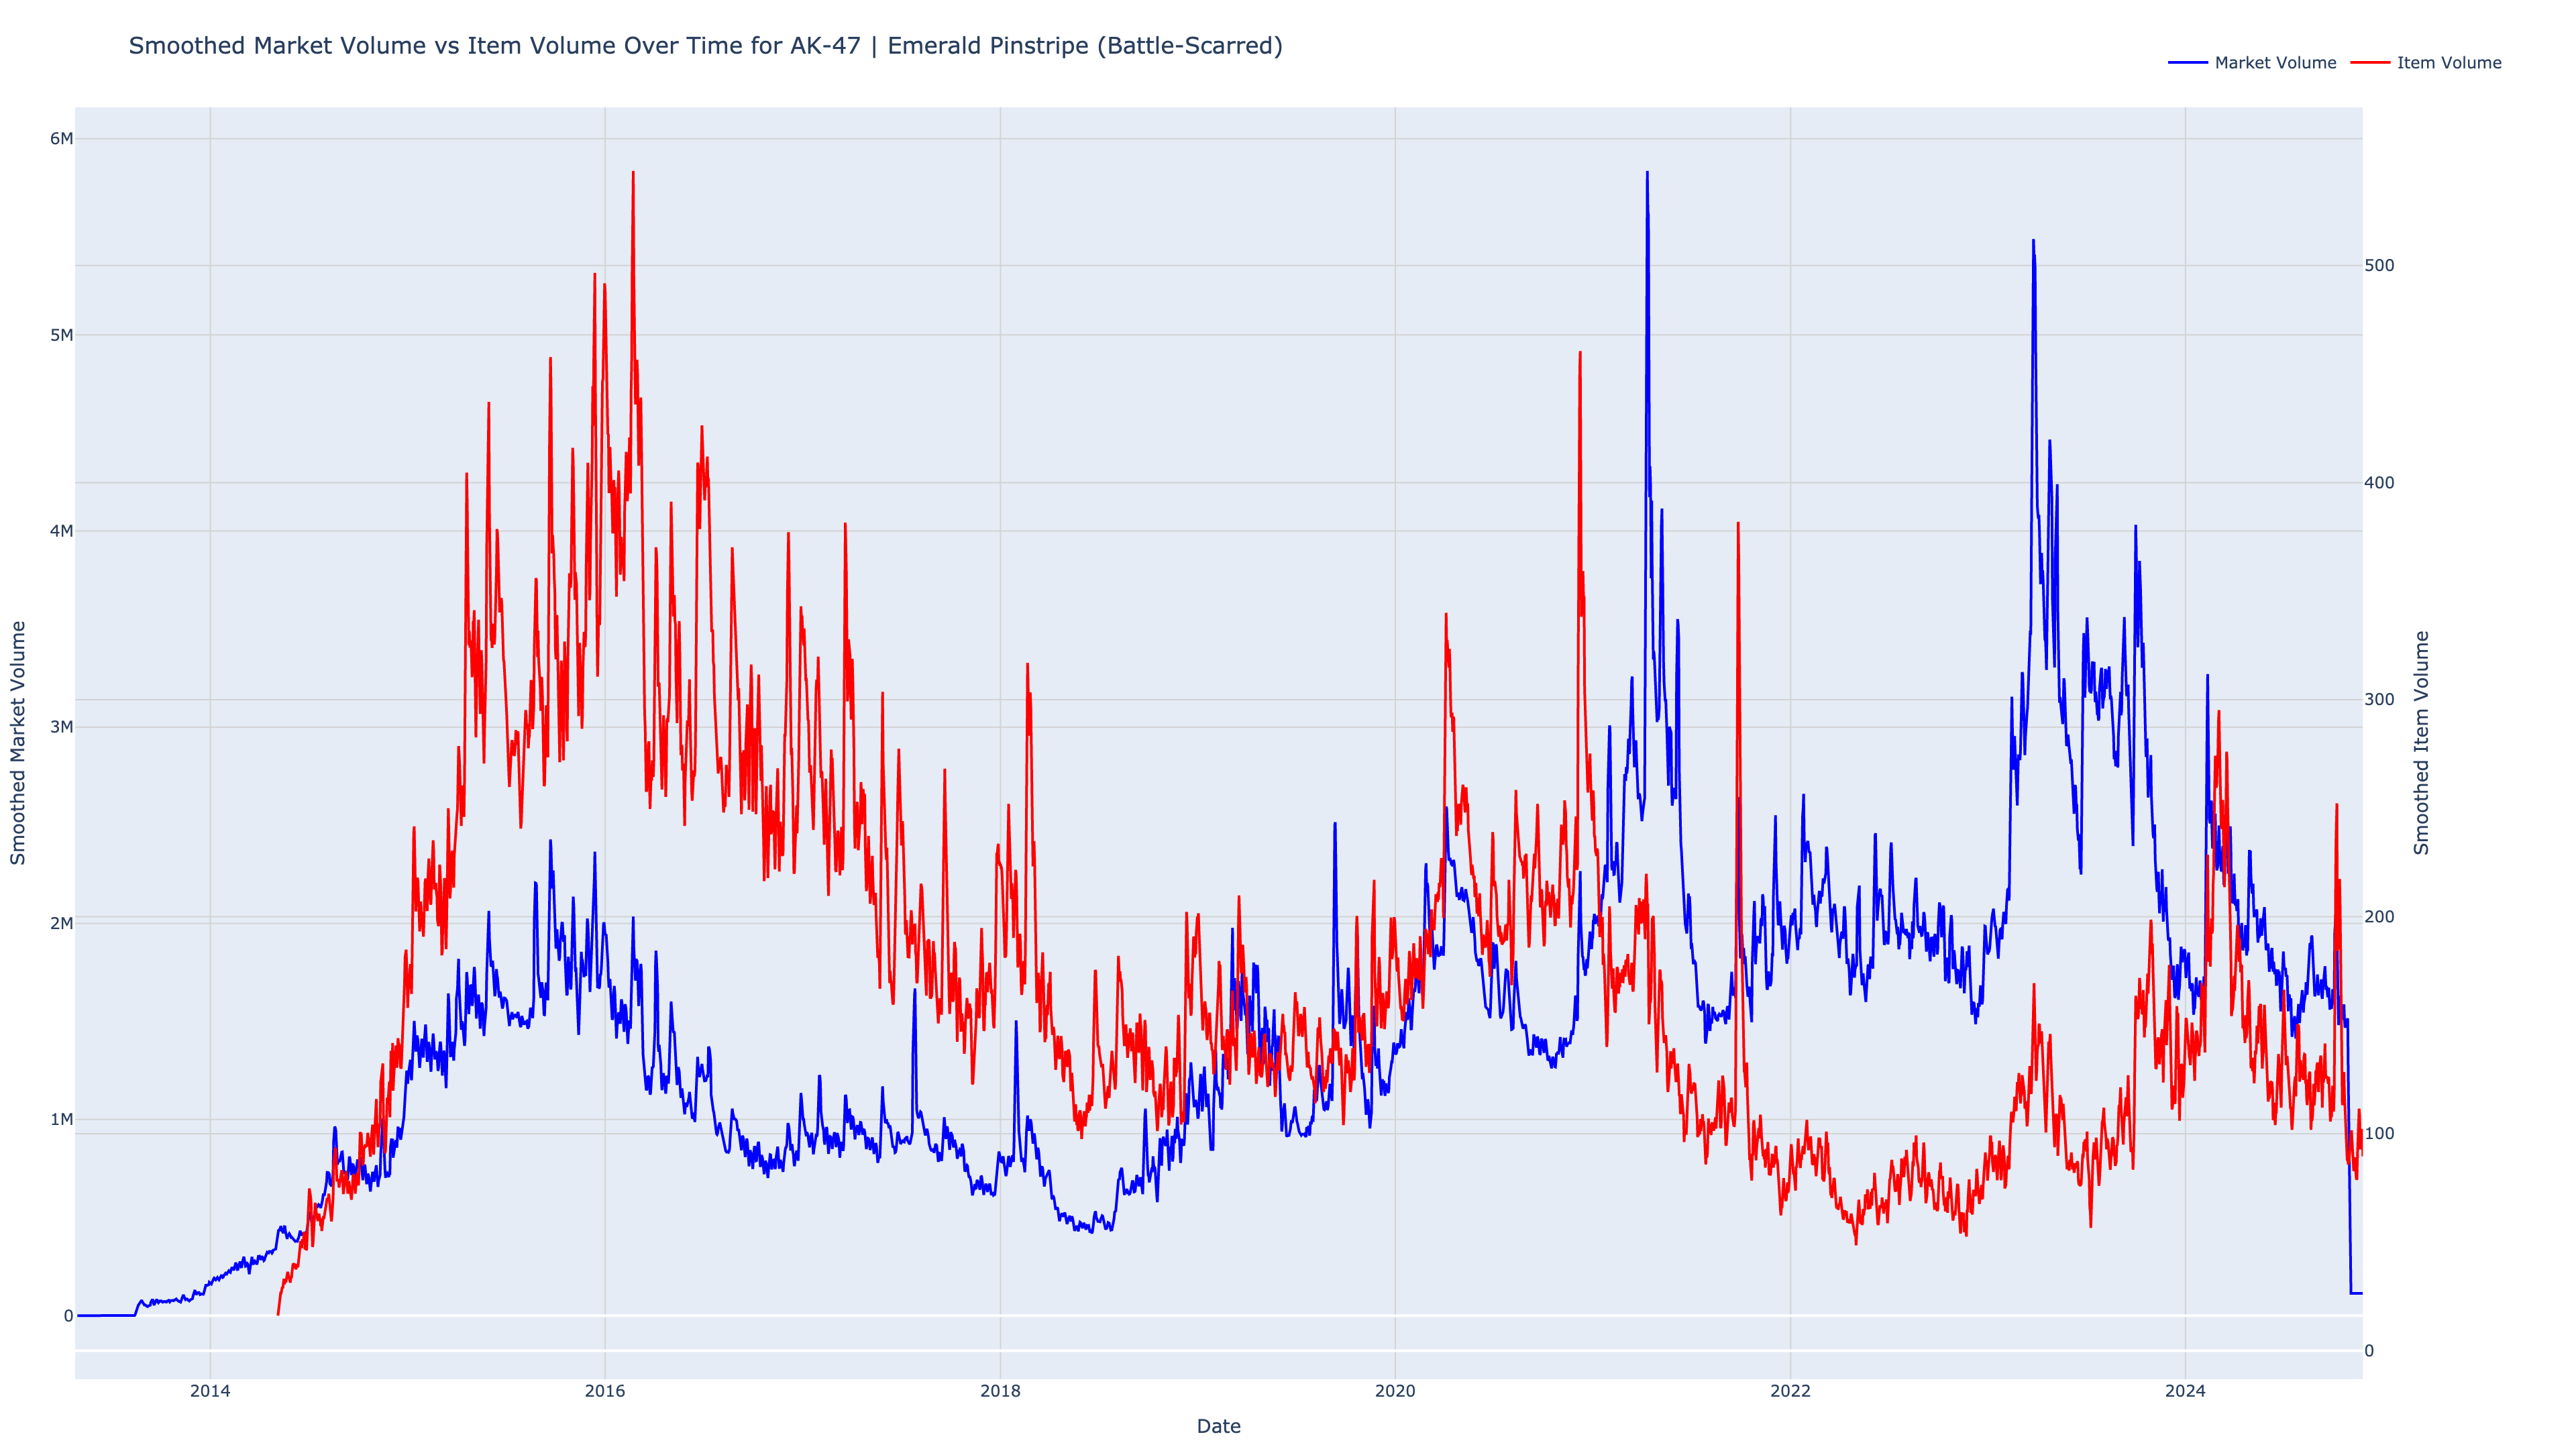 Smoothed Market Volume vs Item Volume Over Time for AK-47 | Emerald Pinstripe (Battle-Scarred)
Market Volume
Item Volume
6M
5M
4M
3M
2M
1M
0
Smoothed Market Volume
500
400
300
200
100
0
Smoothed Item Volume
2014
2016
2018
2020
2022
2024
Date